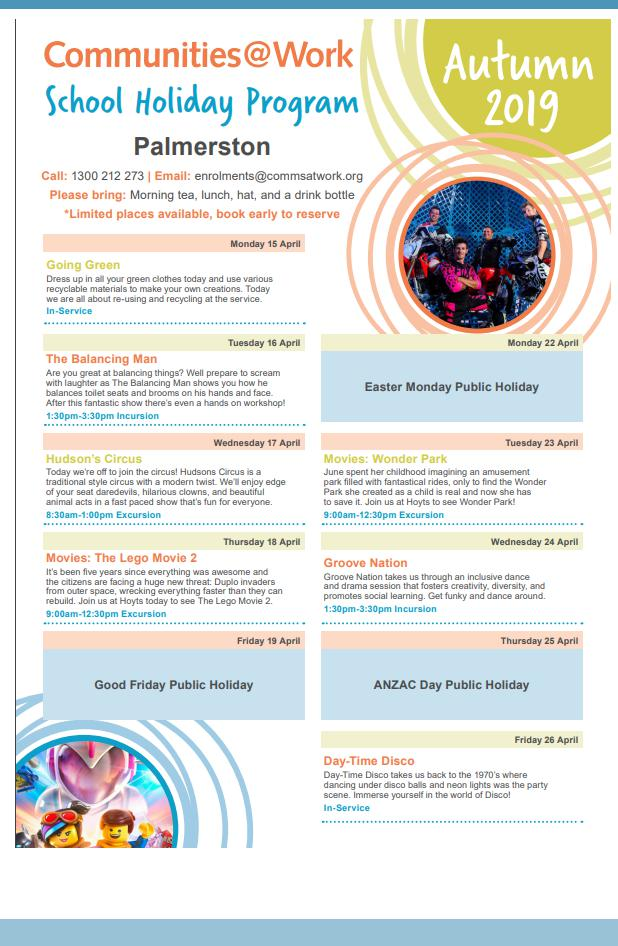 Communities@Work
School Holiday Program
Autumn
2019
Palmerston
Call: 1300 212 273 | Email: enrolments@commsatwork.org
Please bring: Morning tea, lunch, hat, and a drink bottle
*Limited places available, book early to reserve
Monday 15 April
Going Green
Dress up in all your green clothes today and use various
recyclable materials to make your own creations. Today
we are all about re-using and recycling at the service.
In-Service
Tuesday 16 April
The Balancing Man
Are you great at balancing things? Well prepare to scream
with laughter as The Balancing Man shows you how he
balances toilet seats and brooms on his hands and face.
After this fantastic show there's even a hands on workshop!
1:30pm-3:30pm Incursion
Wednesday 17 April
Hudson's Circus
Today we're off to join the circus! Hudsons Circus is a
traditional style circus with a modern twist. We'll enjoy edge
of your seat daredevils, hilarious clowns, and beautiful
animal acts in a fast paced show that's fun for everyone.
8:30am-1:00pm Excursion
Thursday 18 April
Movies: The Lego Movie 2
It's been five years since everything was awesome and
the citizens are facing a huge new threat: Duplo invaders
from outer space, wrecking everything faster than they can
rebuild. Join us at Hoyts today to see The Lego Movie 2.
9:00am-12:30pm Excursion
Friday 19 April
Good Friday Public Holiday
Monday 22 April
Easter Monday Public Holiday
Tuesday 23 April
Movies: Wonder Park
June spent her childhood imagining an amusement
park filled with fantastical rides, only to find the Wonder
Park she created as a child is real and now she has
to save it. Join us at Hoyts to see Wonder Park!
9:00am-12:30pm Excursion
Wednesday 24 April
Groove Nation
Groove Nation takes us through an inclusive dance
and drama session that fosters creativity, diversity, and
promotes social learning. Get funky and dance around.
1:30pm-3:30pm Incursion
Thursday 25 April
ANZAC Day Public Holiday
Friday 26 April
Day-Time Disco
Day-Time Disco takes us back to the 1970's where
dancing under disco balls and neon lights was the party
scene. Immerse yourself in the world of Disco!
In-Service